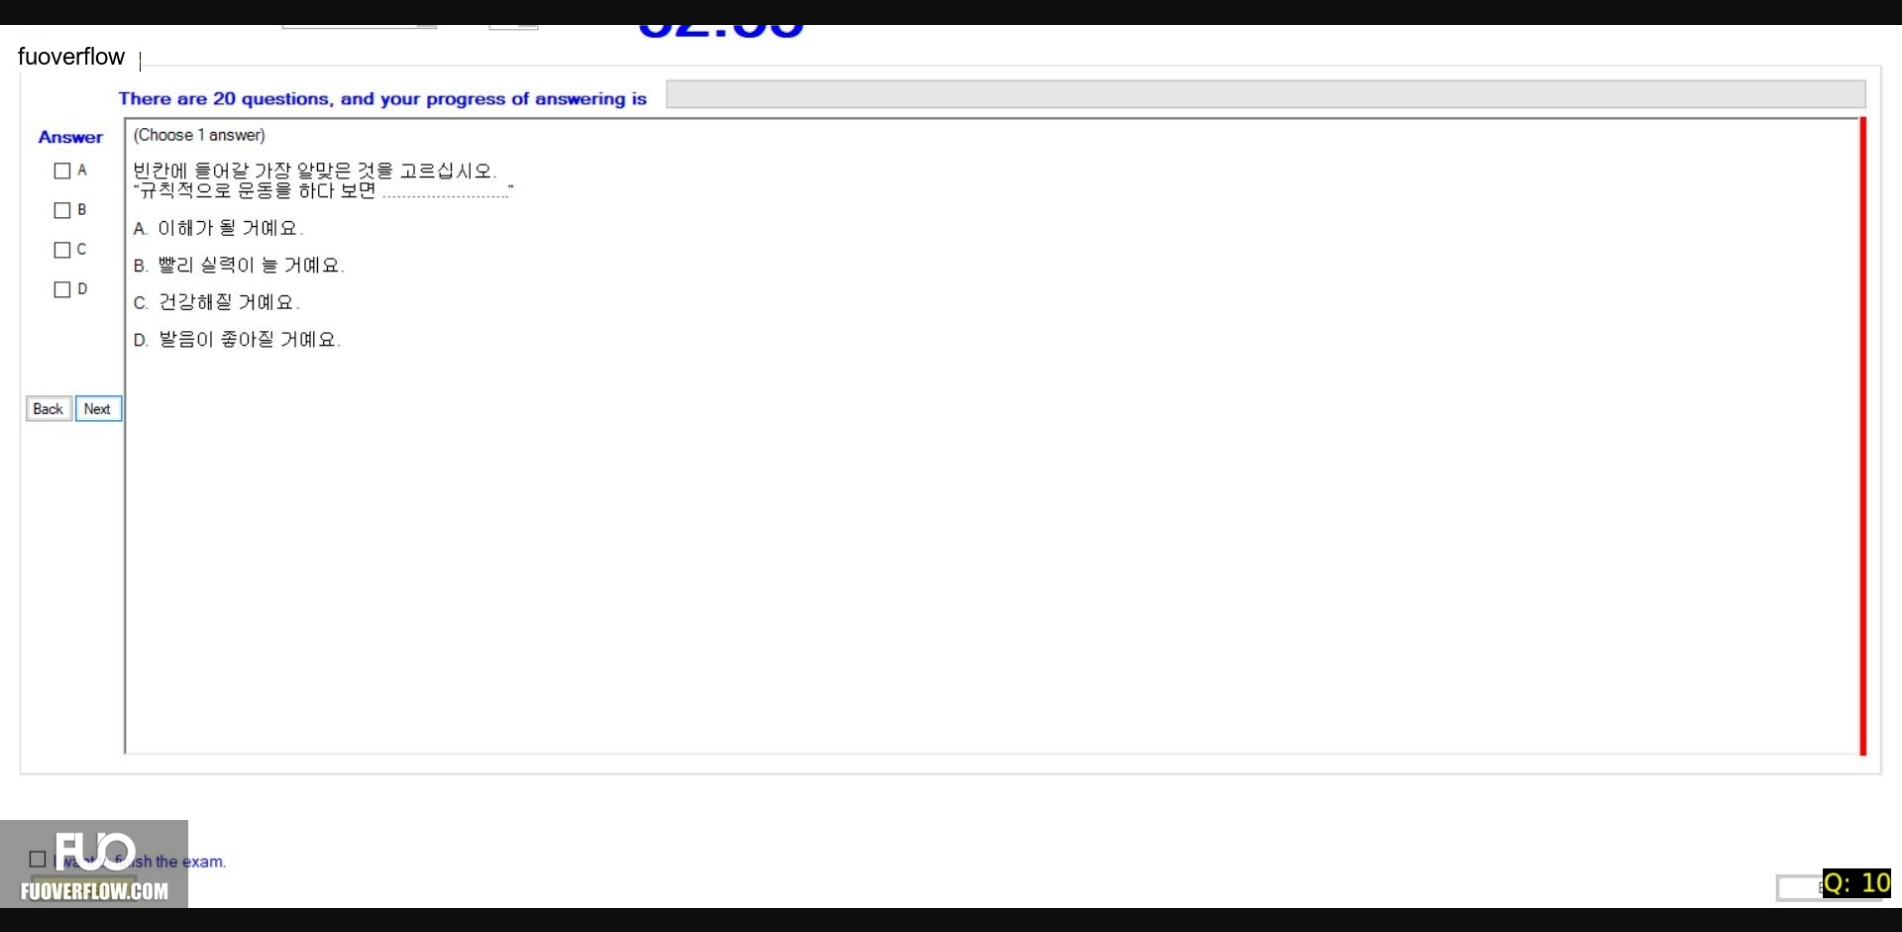 fuoverflow
There are 20 questions, and your progress of answering is
Answer
(Choose 1 answer)
A
B
C
D
빈칸에 들어갈 가장 알맞은 것을 고르십시오.
"규칙적으로 운동을 하다 보면 .........................."
A. 이해가 될 거예요.
B. 빨리 실력이 늘 거예요.
C. 건강해질 거예요.
D. 발음이 좋아질 거예요.
Back Next
FUO
finish the exam.
FUOVERFLOW.COM
Q: 10